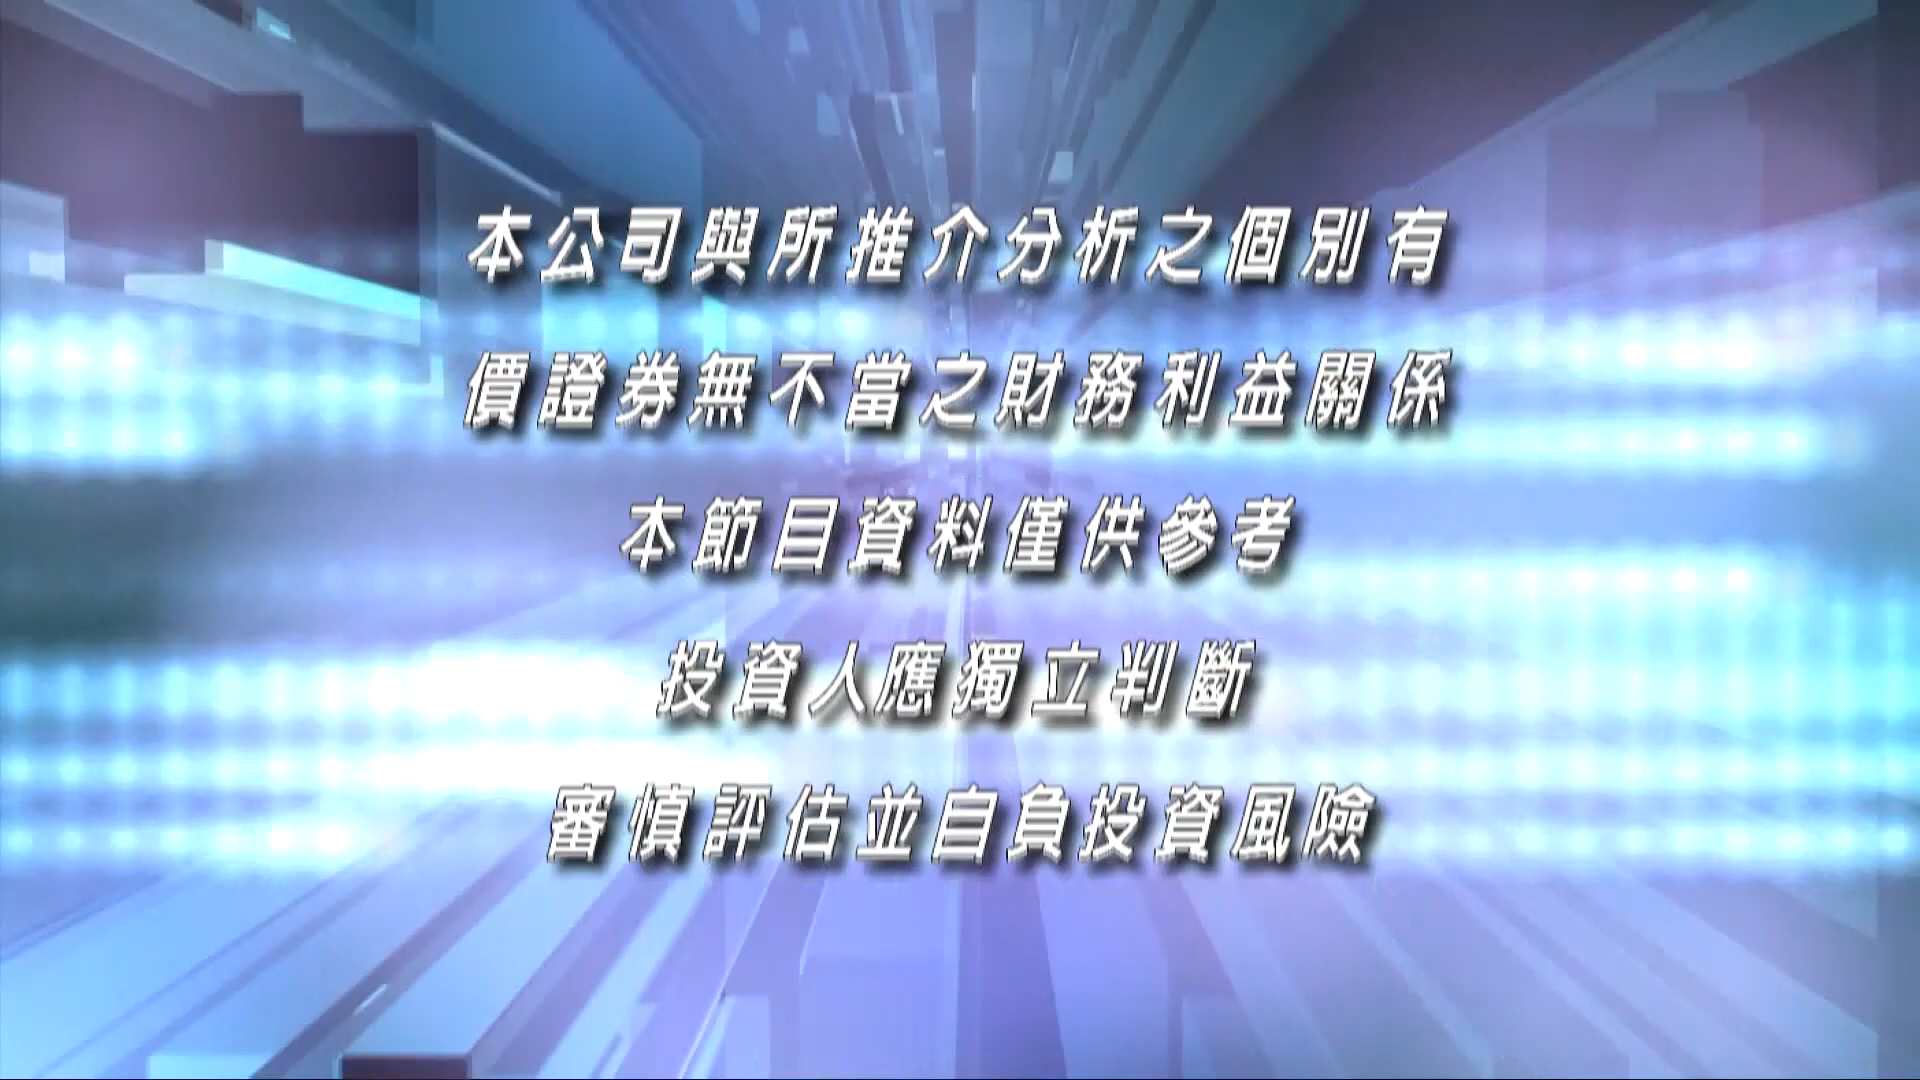 本公司與所推介分析之個別有
價證券無不當之財務利益關係
本節目資料僅供參考
投資人應獨立判斷
審慎評估並自負投資風險